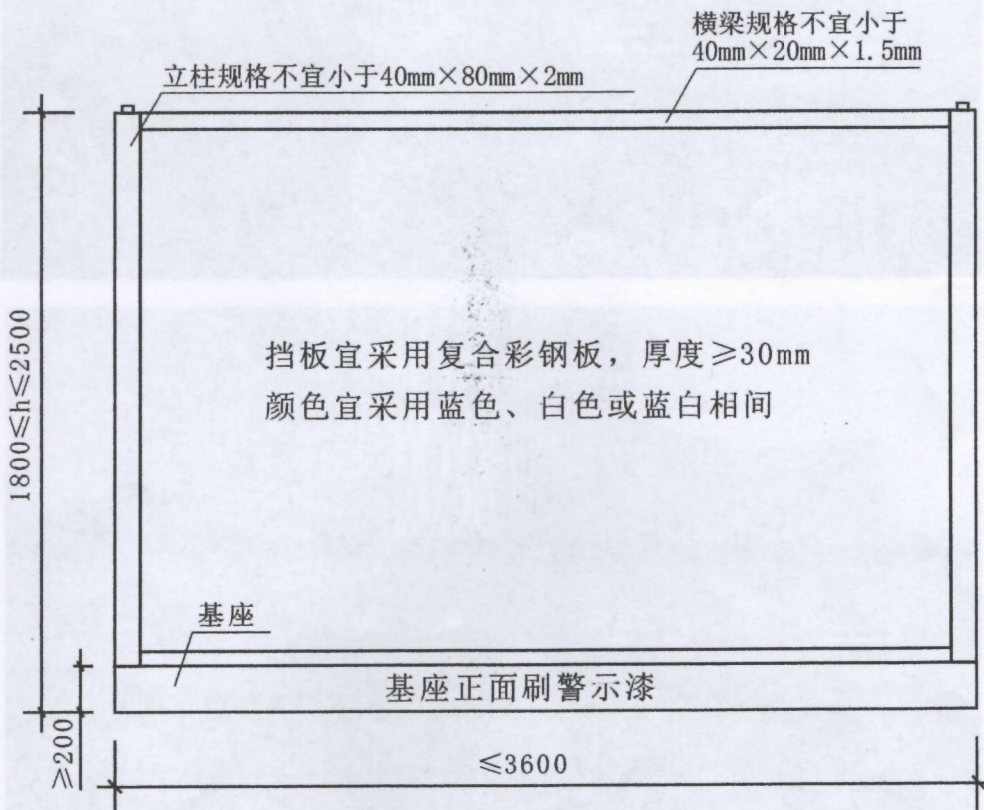 横梁规格不宜小于
40mm×20mm×1.5mm
立柱规格不宜小于40mm×80mm×2mm
1800≤h≤2500
挡板宜采用复合彩钢板，厚度≥30mm
颜色宜采用蓝色、白色或蓝白相间
基座
基座正面刷警示漆
≥200
≤3600